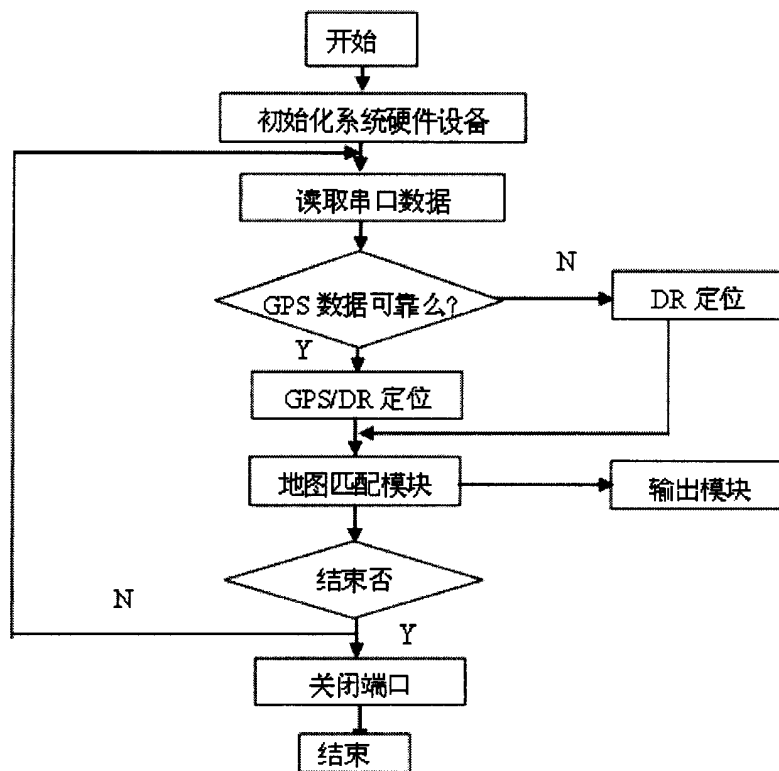 开始
初始化系统硬件设备
读取串口数据
N
GPS 数据可靠么?
DR 定位
Y
GPS/DR 定位
地图匹配模块
输出模块
结束否
N
Y
关闭端口
结束